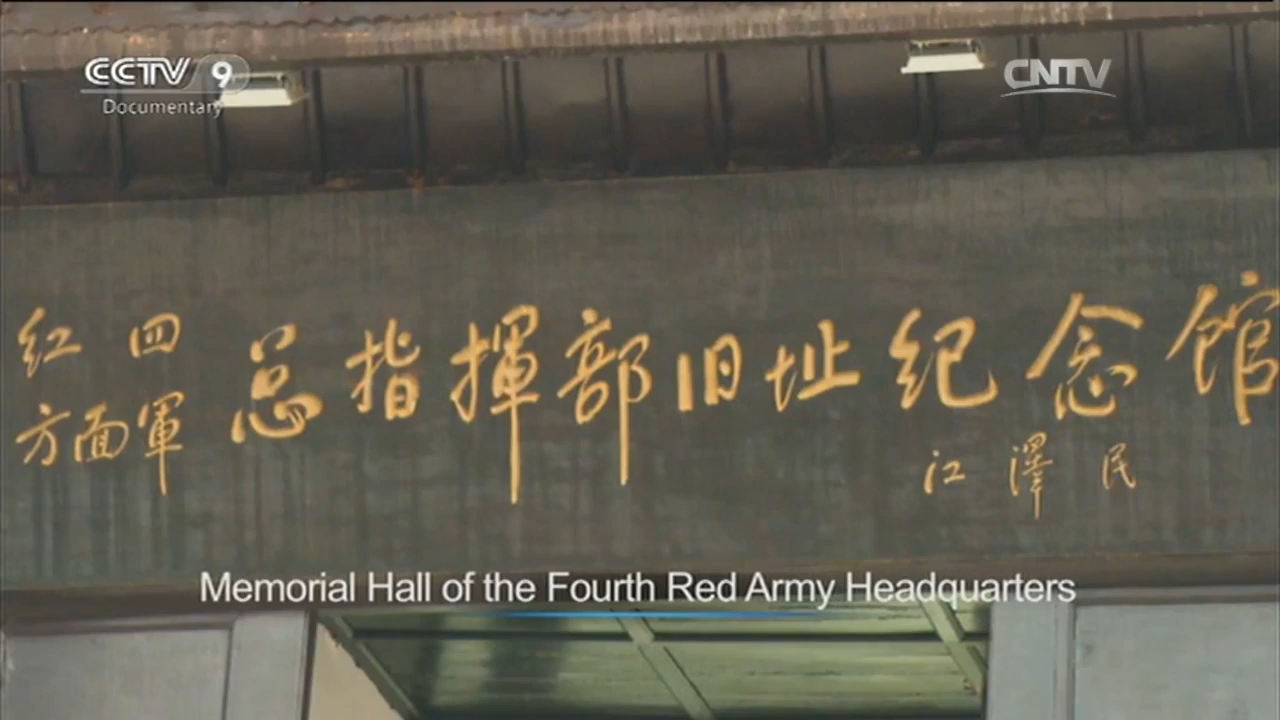 CCTV 9
Documentary
CNTV
红四
方面軍
总指揮部旧址纪念館
江澤民
Memorial Hall of the Fourth Red Army Headquarters